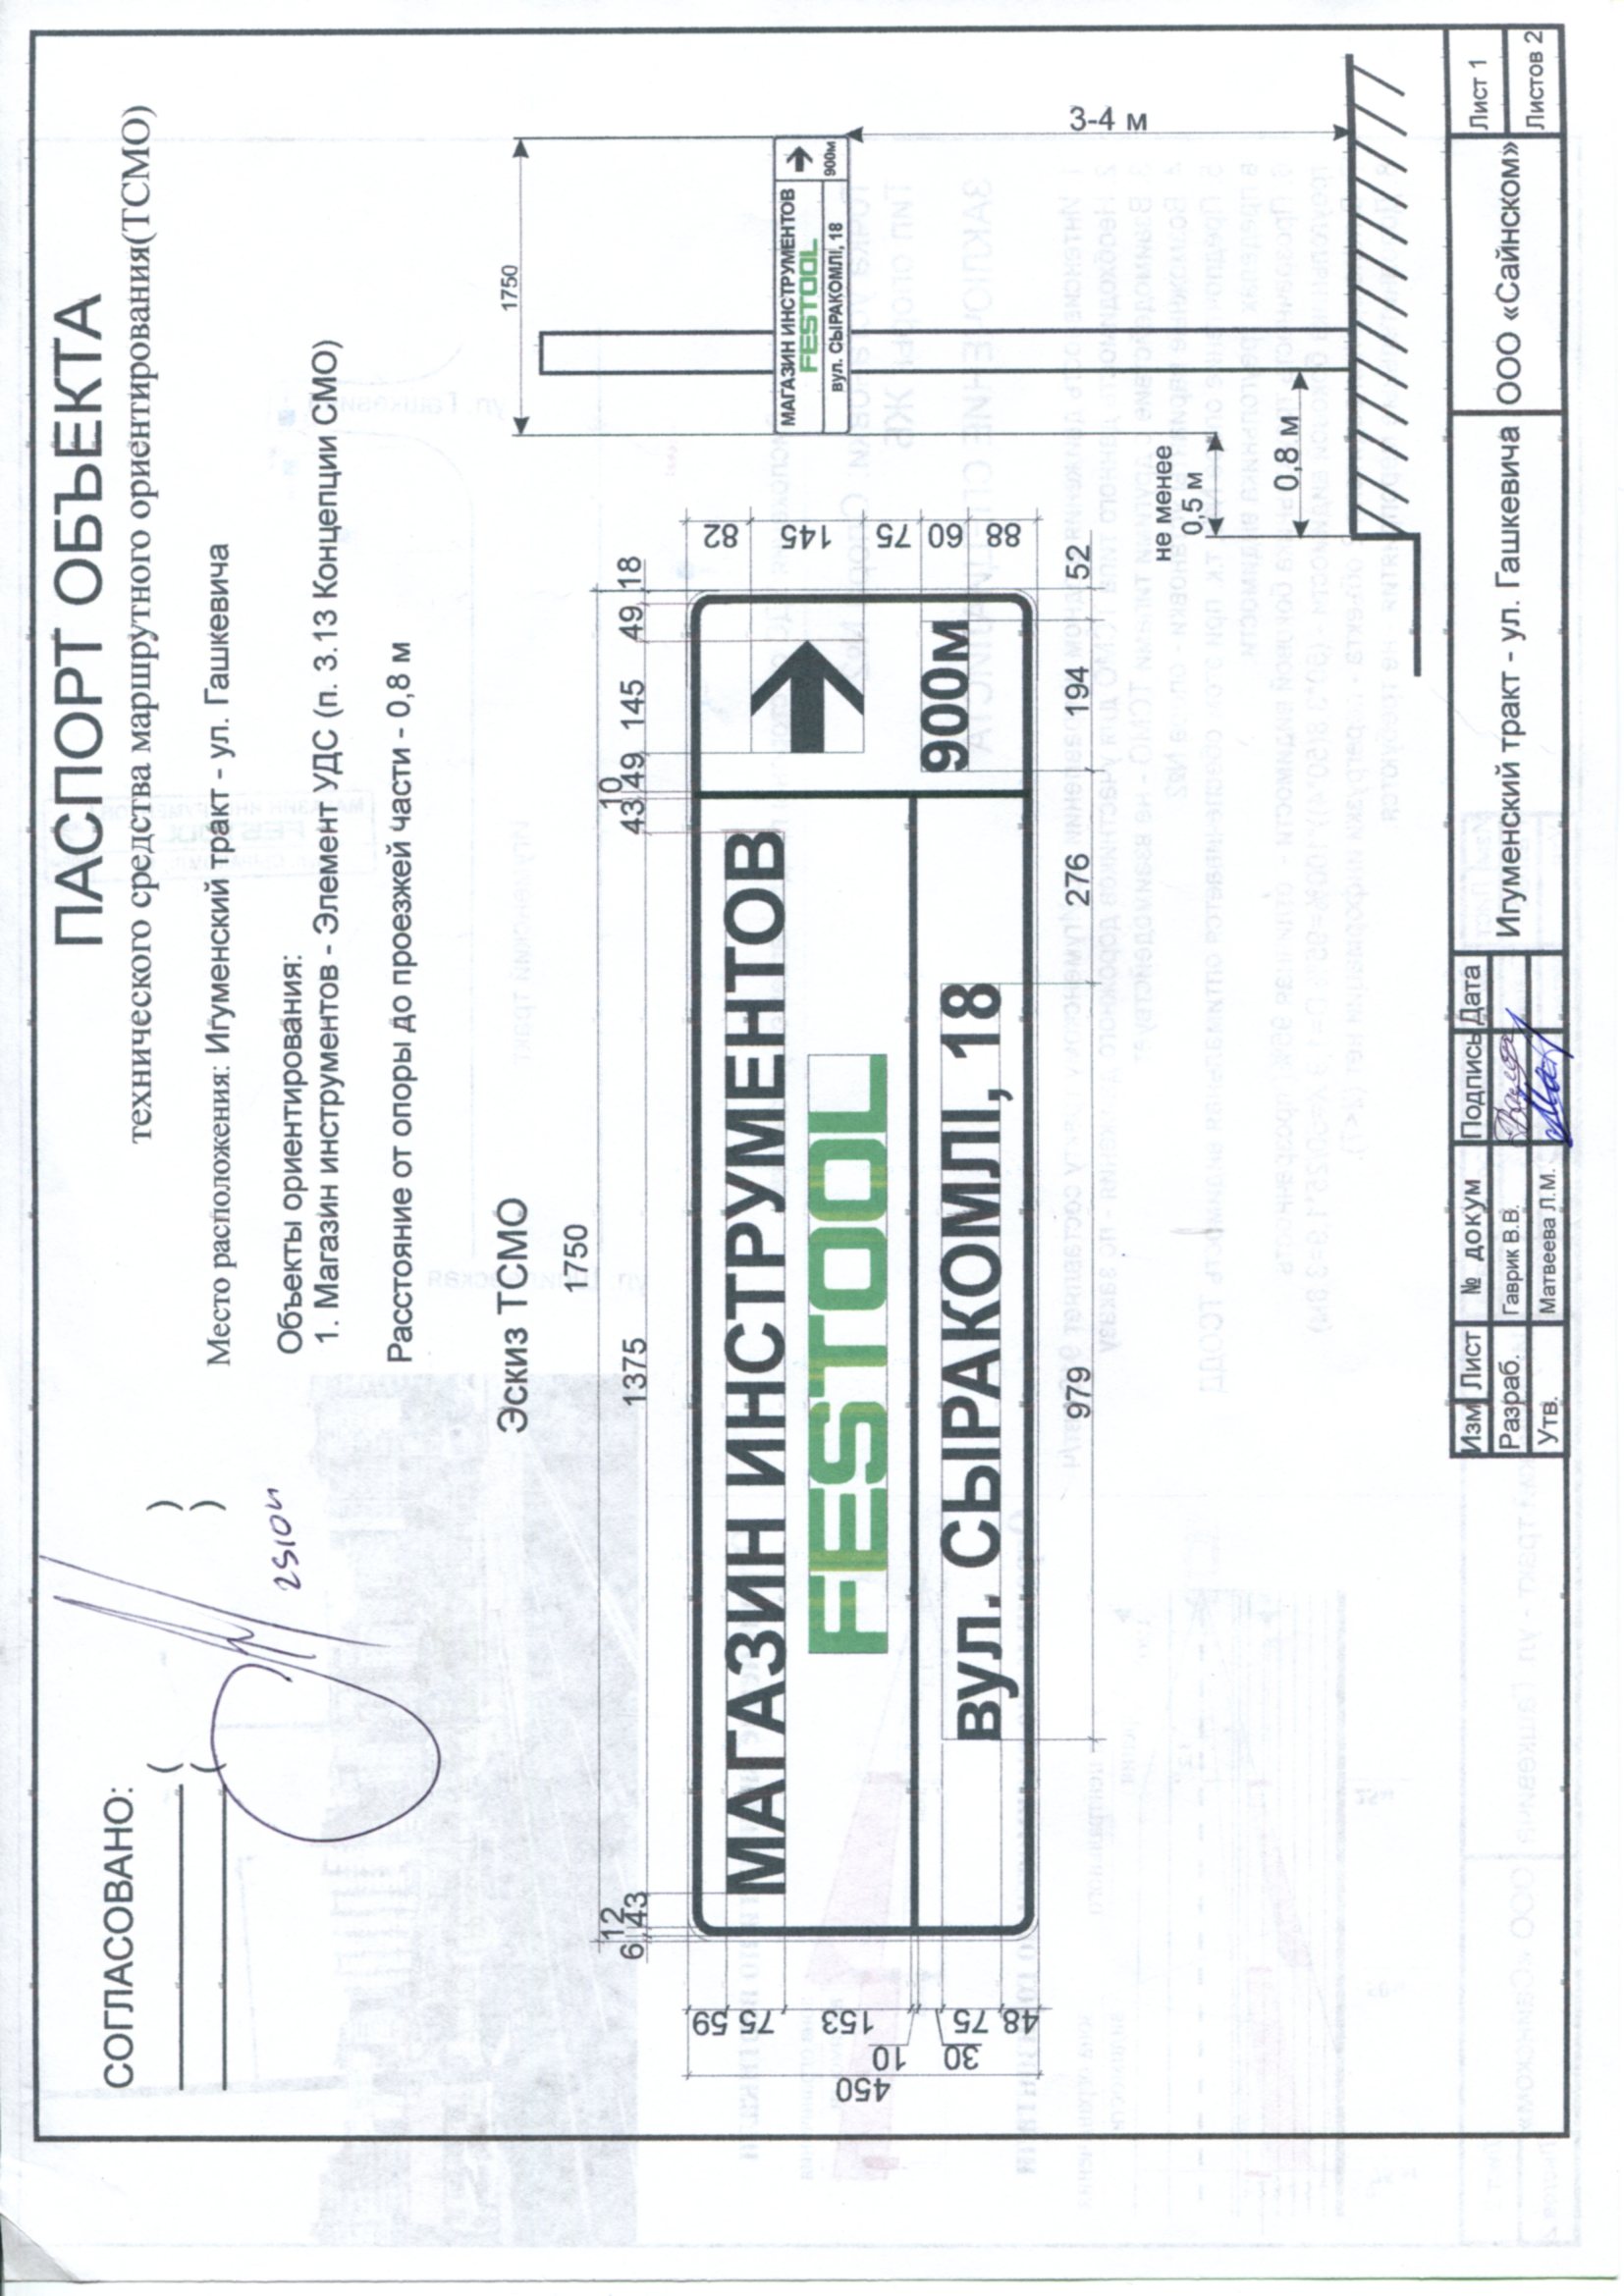 ПАСПОРТ ОБЪЕКТА
технического средства маршрутного ориентирования(ТСМО)
СОГЛАСОВАНО:
( )
( )
Место расположения: Игуменский тракт - ул. Гашкевича
Объекты ориентирования:
1. Магазин инструментов - Элемент УДС (п. 3.13 Концепции СМО)
Расстояние от опоры до проезжей части - 0,8 м
Эскиз ТСМО
1750
6 12 43 1375 43 10 49 145 49 18
МАГАЗИН ИНСТРУМЕНТОВ
FESTOOL
вул. СЫРАКОМЛІ, 18
900м
450
59 75 153 10 30 75 48
82 145 75 60 88
979 276 194 52
1750
МАГАЗИН ИНСТРУМЕНТОВ
FESTOOL
вул. СЫРАКОМЛІ, 18
900м
3-4 м
не менее
0,5 м
0,8 м
Изм Лист № докум Подпись Дата
Разраб. Гаврик В.В.
Утв. Матвеева Л.М.
Игуменский тракт - ул. Гашкевича
ООО «Сайнском»
Лист 1
Листов 2